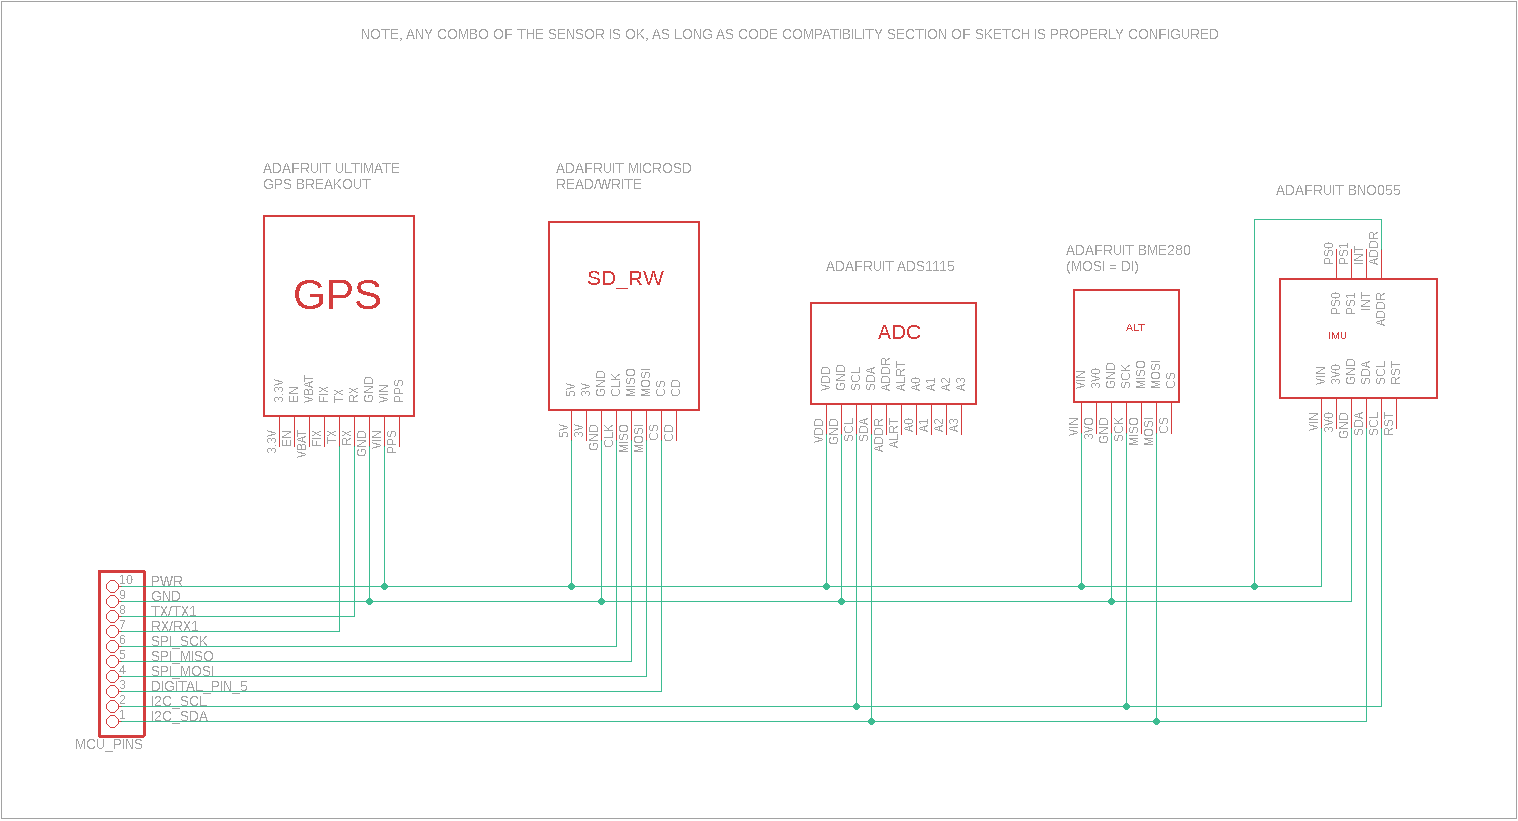 NOTE, ANY COMBO OF THE SENSOR IS OK, AS LONG AS CODE COMPATIBILITY SECTION OF SKETCH IS PROPERLY CONFIGURED
ADAFRUIT ULTIMATE
GPS BREAKOUT
GPS
3.3V
EN
VBAT
FIX
TX
RX
GND
VIN
PPS
3.3V
EN
VBAT
FIX
TX
RX
GND
VIN
PPS
ADAFRUIT MICROSD
READ/WRITE
SD_RW
5V
3V
GND
CLK
MISO
MOSI
CS
CD
5V
3V
GND
CLK
MISO
MOSI
CS
CD
ADAFRUIT ADS1115
ADC
VDD
GND
SCL
SDA
ADDR
ALRT
A0
A1
A2
A3
VDD
GND
SCL
SDA
ADDR
ALRT
A0
A1
A2
A3
ADAFRUIT BME280
(MOSI = DI)
ALT
VIN
3V0
GND
SCK
MISO
MOSI
CS
VIN
3VO
GND
SCK
MISO
MOSI
CS
ADAFRUIT BNO055
PS0
PS1
INT
ADDR
PS0
PS1
INT
ADDR
IMU
VIN
3V0
GND
SDA
SCL
RST
VIN
3V0
GND
SDA
SCL
RST
10 PWR
9 GND
8 TX/TX1
7 RX/RX1
6 SPI_SCK
5 SPI_MISO
4 SPI_MOSI
3 DIGITAL_PIN_5
2 I2C_SCL
1 I2C_SDA
MCU_PINS